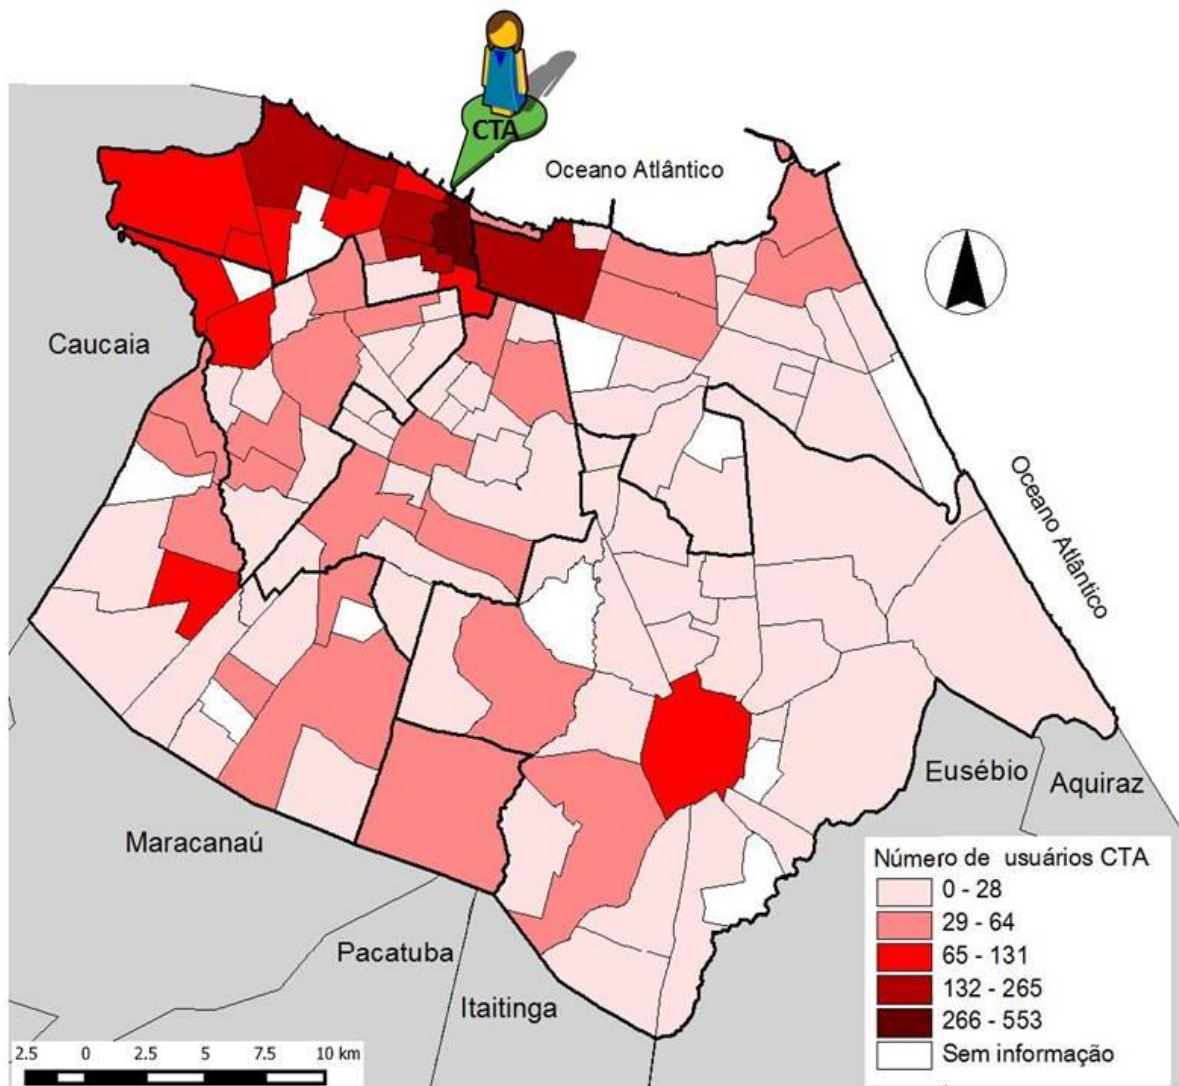 CTA
Oceano Atlântico
Caucaia
Oceano Atlântico
Eusébio
Aquiraz
Maracanaú
Pacatuba
Itaitinga
Número de usuários CTA
0 - 28
29 - 64
65 - 131
132 - 265
266 - 553
Sem informação
2.5 0 2.5 5 7.5 10 km